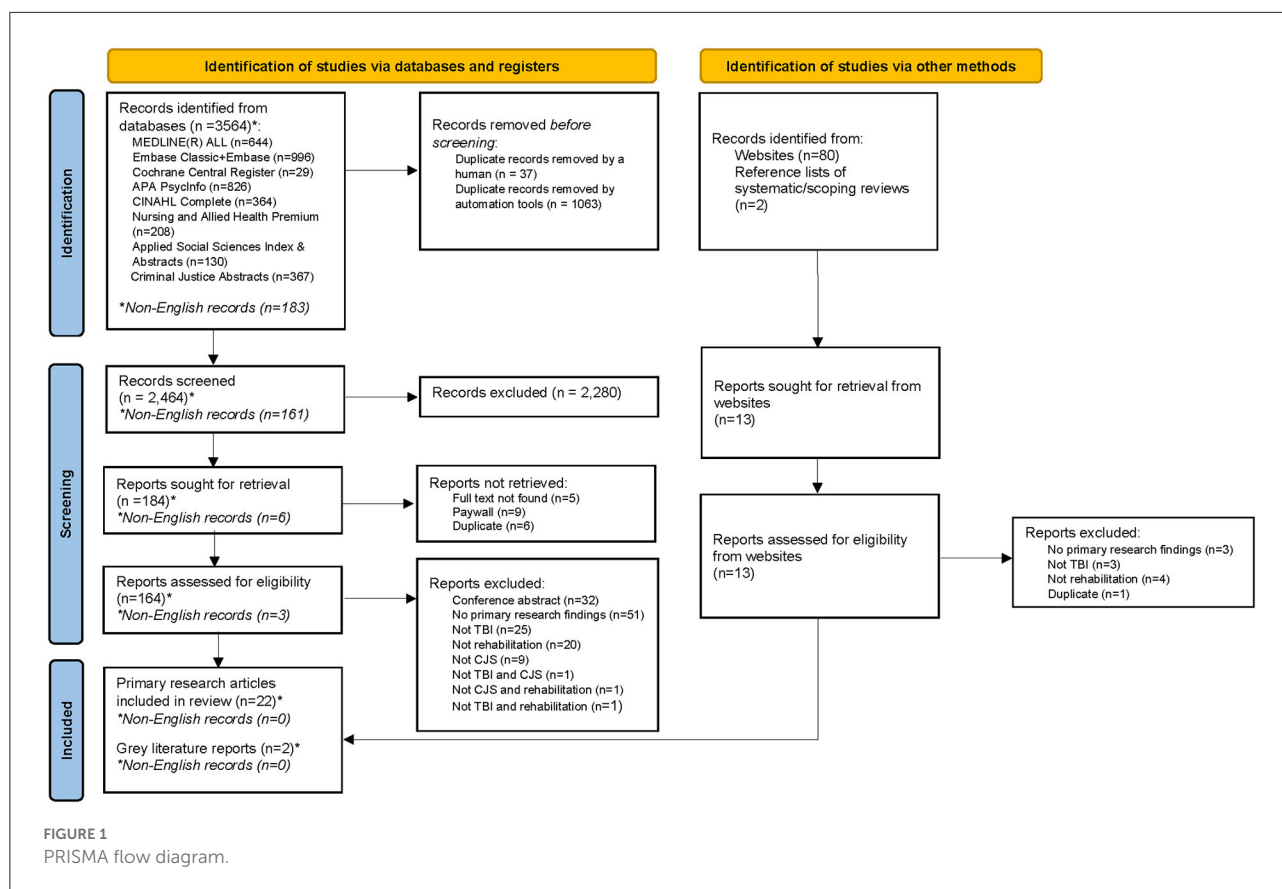 Identification of studies via databases and registers
Identification of studies via other methods
Identification
Records identified from
databases (n =3564)*:
MEDLINE(R) ALL (n=644)
Embase Classic+Embase (n=996)
Cochrane Central Register (n=29)
APA PsycInfo (n=826)
CINAHL Complete (n=364)
Nursing and Allied Health Premium
(n=208)
Applied Social Sciences Index &
Abstracts (n=130)
Criminal Justice Abstracts (n=367)
*Non-English records (n=183)
Records removed before
screening:
Duplicate records removed by a
human (n = 37)
Duplicate records removed by
automation tools (n = 1063)
Records identified from:
Websites (n=80)
Reference lists of
systematic/scoping reviews
(n=2)
Screening
Records screened
(n = 2,464)*
*Non-English records (n=161)
Records excluded (n = 2,280)
Reports sought for retrieval from
websites
(n=13)
Reports sought for retrieval
(n =184)*
*Non-English records (n=6)
Reports not retrieved:
Full text not found (n=5)
Paywall (n=9)
Duplicate (n=6)
Reports assessed for eligibility
(n=164)*
*Non-English records (n=3)
Reports excluded:
Conference abstract (n=32)
No primary research findings (n=51)
Not TBI (n=25)
Not rehabilitation (n=20)
Not CJS (n=9)
Not TBI and CJS (n=1)
Not CJS and rehabilitation (n=1)
Not TBI and rehabilitation (n=1)
Reports assessed for eligibility
from websites
(n=13)
Reports excluded:
No primary research findings (n=3)
Not TBI (n=3)
Not rehabilitation (n=4)
Duplicate (n=1)
Included
Primary research articles
included in review (n=22)*
*Non-English records (n=0)
Grey literature reports (n=2)*
*Non-English records (n=0)
FIGURE 1
PRISMA flow diagram.